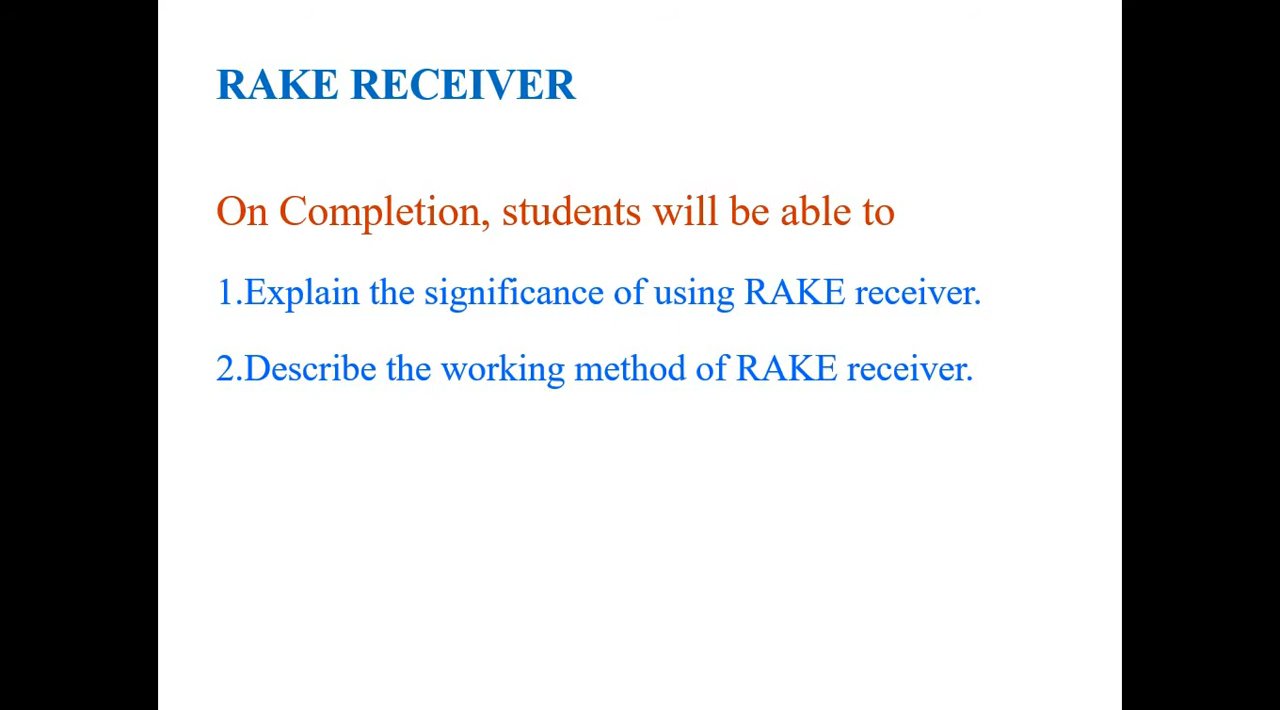 RAKE RECEIVER
On Completion, students will be able to
1.Explain the significance of using RAKE receiver.
2.Describe the working method of RAKE receiver.